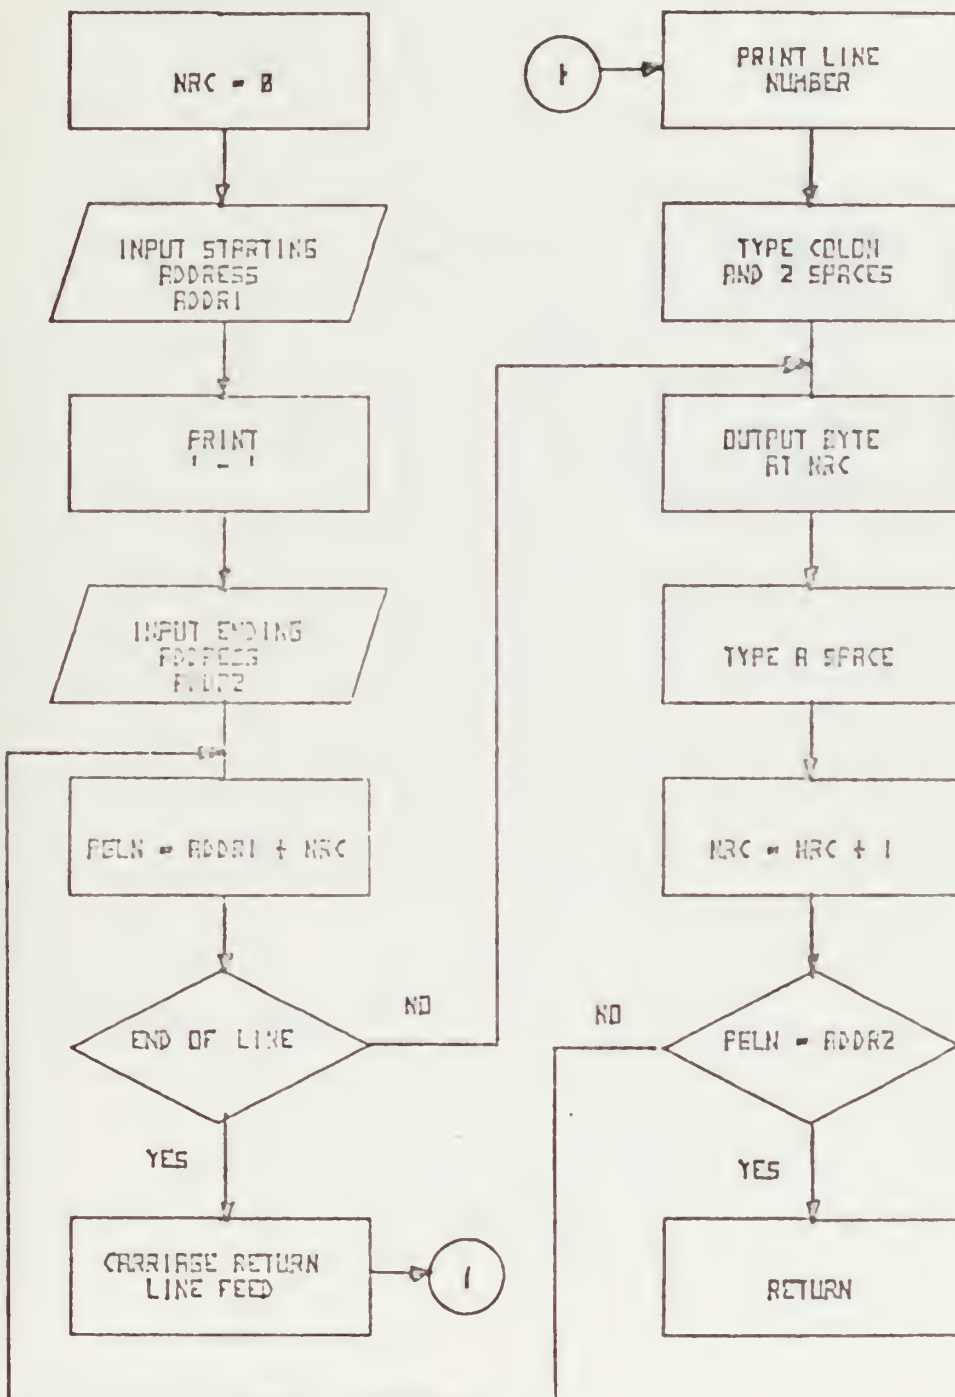 NRC = 0
INPUT STARTING
ADDRESS
ADDR1
PRINT
' - '
INPUT ENDING
ADDRESS
ADDR2
RELN = ADDR1 + NRC
END OF LINE
NO
YES
CARRIAGE RETURN
LINE FEED
1
1
PRINT LINE
NUMBER
TYPE COLON
AND 2 SPACES
OUTPUT BYTE
AT NRC
TYPE A SPACE
NRC = NRC + 1
NO
RELN = ADDR2
YES
RETURN